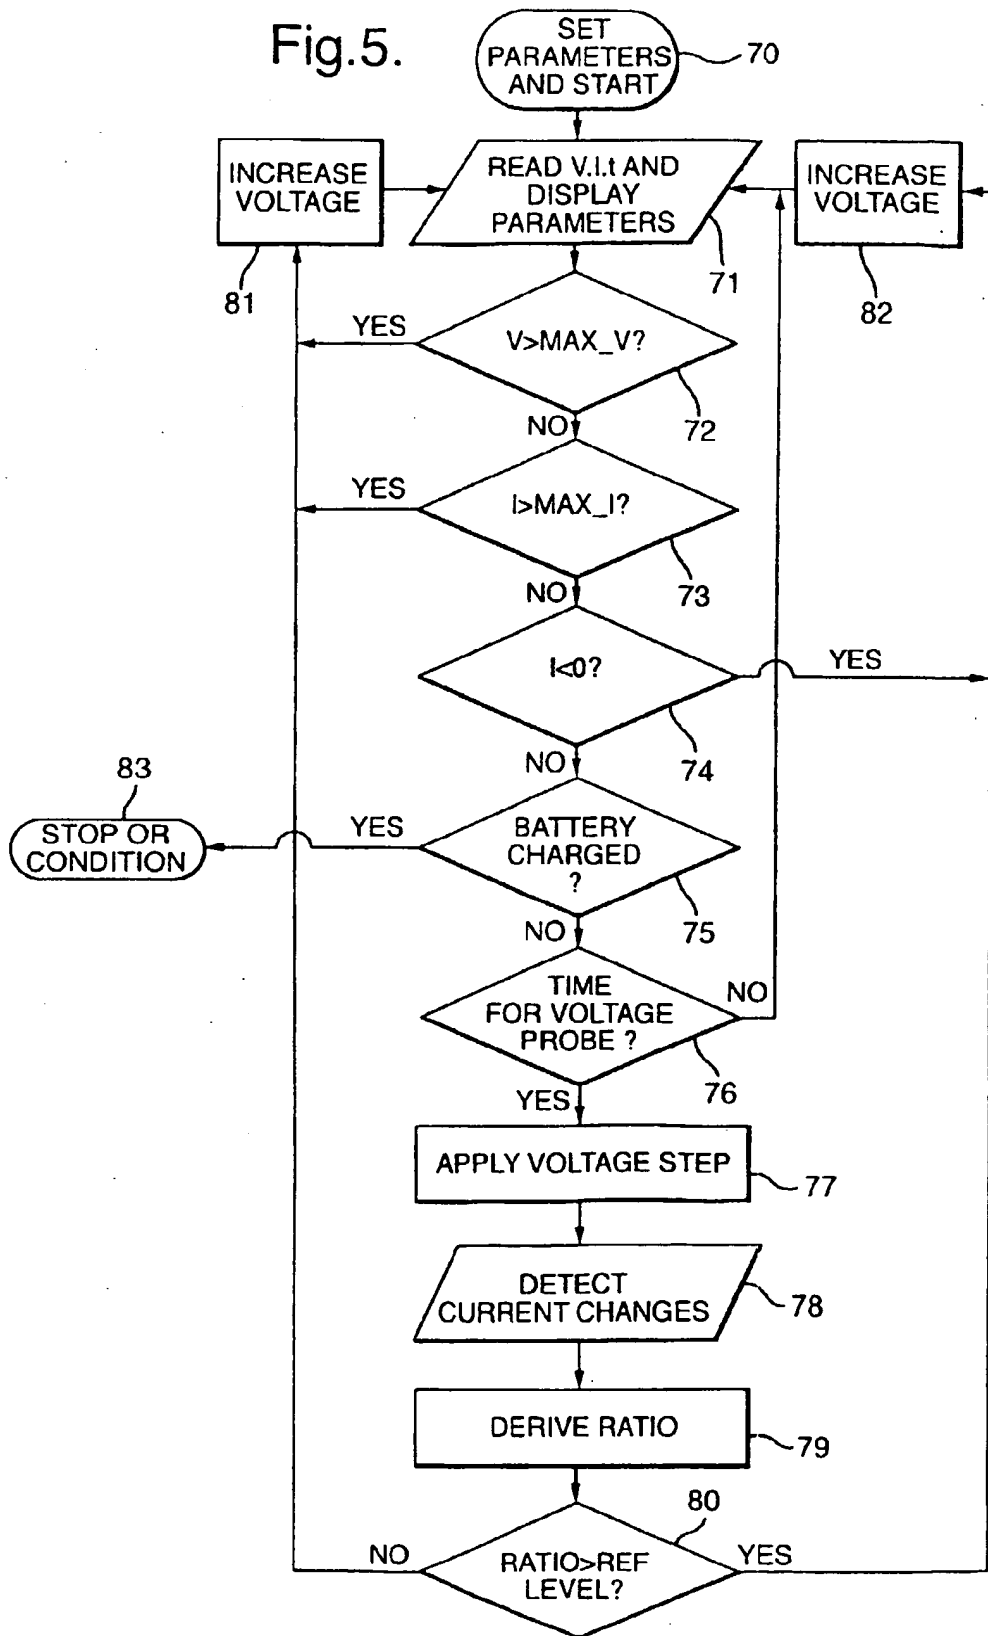 Fig.5.
SET
PARAMETERS
AND START
70
INCREASE
VOLTAGE
81
READ V.I.t AND
DISPLAY
PARAMETERS
71
INCREASE
VOLTAGE
82
YES
V>MAX_V?
72
NO
YES
I>MAX_I?
73
NO
I<0?
YES
74
NO
83
STOP OR
CONDITION
YES
BATTERY
CHARGED
?
75
NO
TIME
FOR VOLTAGE
PROBE ?
NO
76
YES
APPLY VOLTAGE STEP
77
DETECT
CURRENT CHANGES
78
DERIVE RATIO
79
80
NO
RATIO>REF
LEVEL?
YES